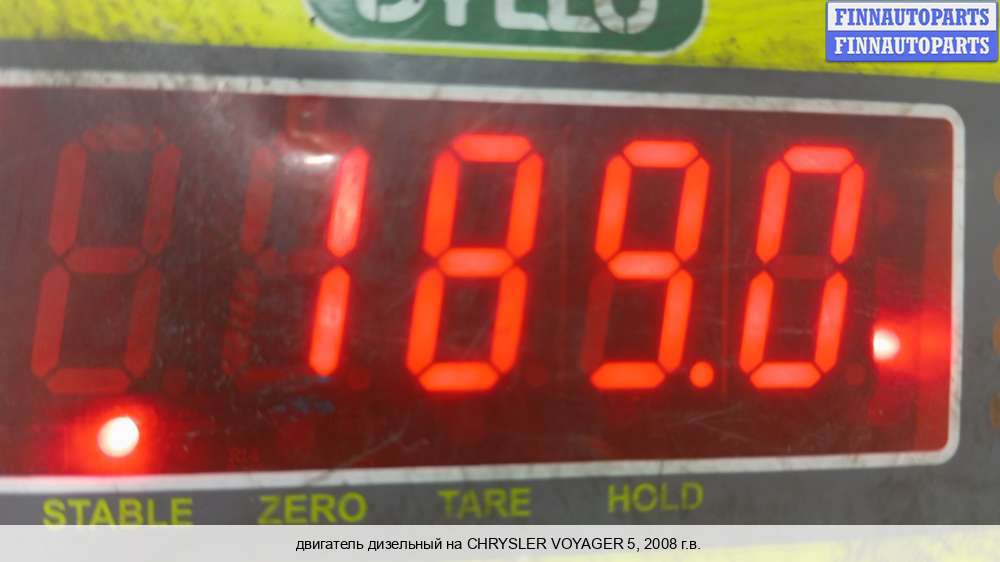 FINNAUTOPARTS
FINNAUTOPARTS
189.0
STABLE ZERO TARE HOLD
двигатель дизельный на CHRYSLER VOYAGER 5, 2008 г.в.